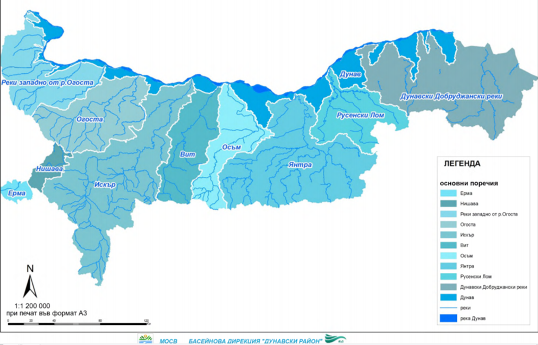 Реки западно от р.Огоста
Огоста
Нишава
Ерма
Искър
Вит
Осъм
Янтра
Русенски Лом
Дунав
Дунавски Добруджански реки
ЛЕГЕНДА
основни поречия
Ерма
Нишава
Реки западно от р Огоста
Огоста
Искър
Вит
Осъм
Янтра
Русенски Лом
Дунавски Добруджански реки
Дунав
реки
река Дунав
N
1:1 200 000
при печат във формат А3
МОСВ БАСЕЙНОВА ДИРЕКЦИЯ "ДУНАВСКИ РАЙОН"